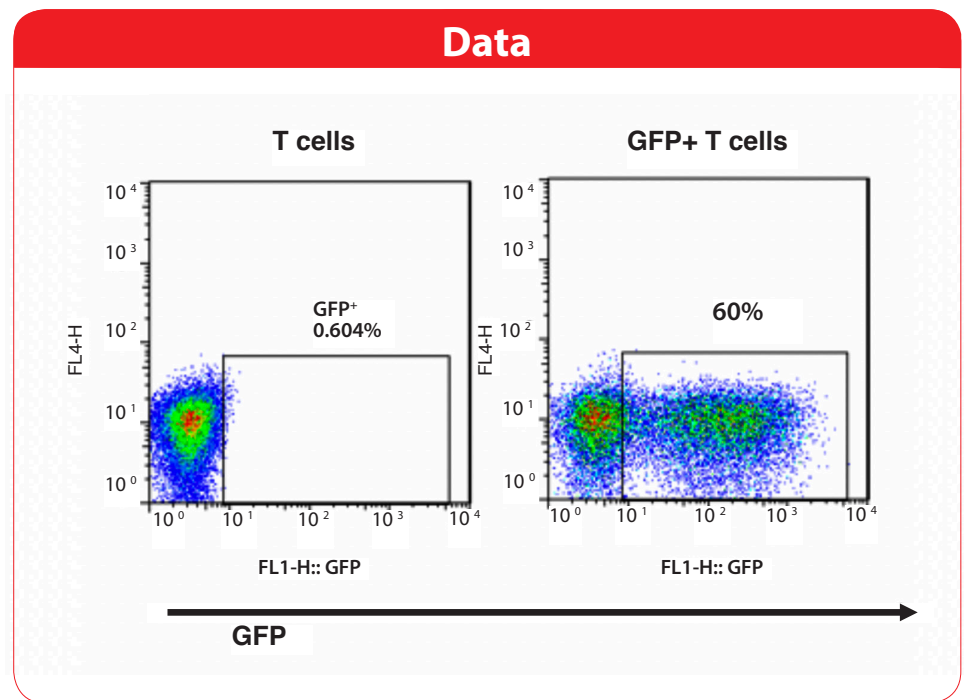 Data
T cells
GFP+ T cells
10⁴
10³
10²
10¹
10⁰
FL4-H
GFP⁺
0.604%
10⁰ 10¹ 10² 10³ 10⁴
FL1-H:: GFP
10⁴
10³
10²
10¹
10⁰
FL4-H
60%
10⁰ 10¹ 10² 10³ 10⁴
FL1-H:: GFP
GFP